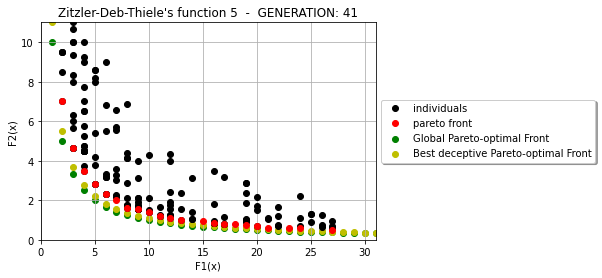 Zitzler-Deb-Thiele's function 5 - GENERATION: 41
F2(x)
10
8
6
4
2
0
0 5 10 15 20 25 30
F1(x)
individuals
pareto front
Global Pareto-optimal Front
Best deceptive Pareto-optimal Front